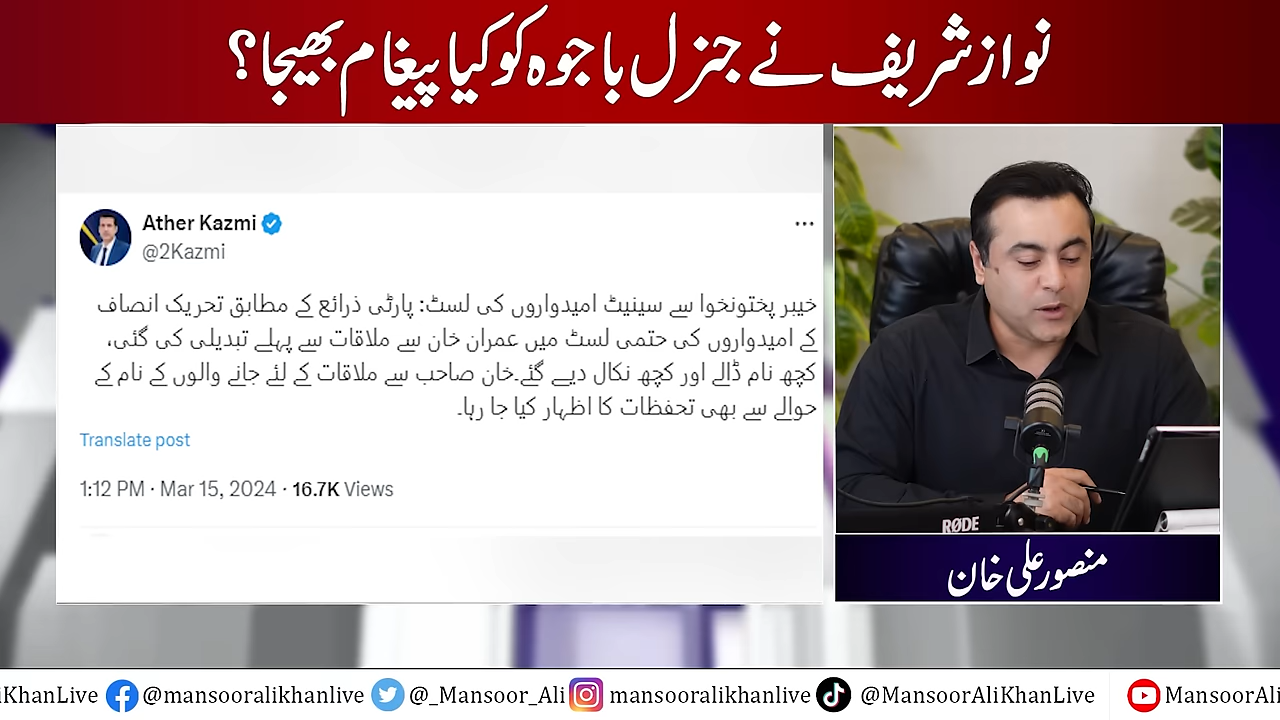 نواز شریف نے جنرل باجوہ کو کیا پیغام بھیجا؟
Ather Kazmi
@2Kazmi
خیبر پختونخوا سے سینیٹ امیدواروں کی لسٹ: پارٹی ذرائع کے مطابق تحریک انصاف
کے امیدواروں کی حتمی لسٹ میں عمران خان سے ملاقات سے پہلے تبدیلی کی گئی،
کچھ نام ڈالے اور کچھ نکال دیے گئے۔خان صاحب سے ملاقات کے لئے جانے والوں کے نام کے
حوالے سے بھی تحفظات کا اظہار کیا جا رہا۔
Translate post
1:12 PM · Mar 15, 2024 · 16.7K Views
RØDE
منصور علی خان
iKhanLive @mansooralikhanlive @_Mansoor_Ali mansooralikhanlive @MansoorAliKhanLive MansoorAli